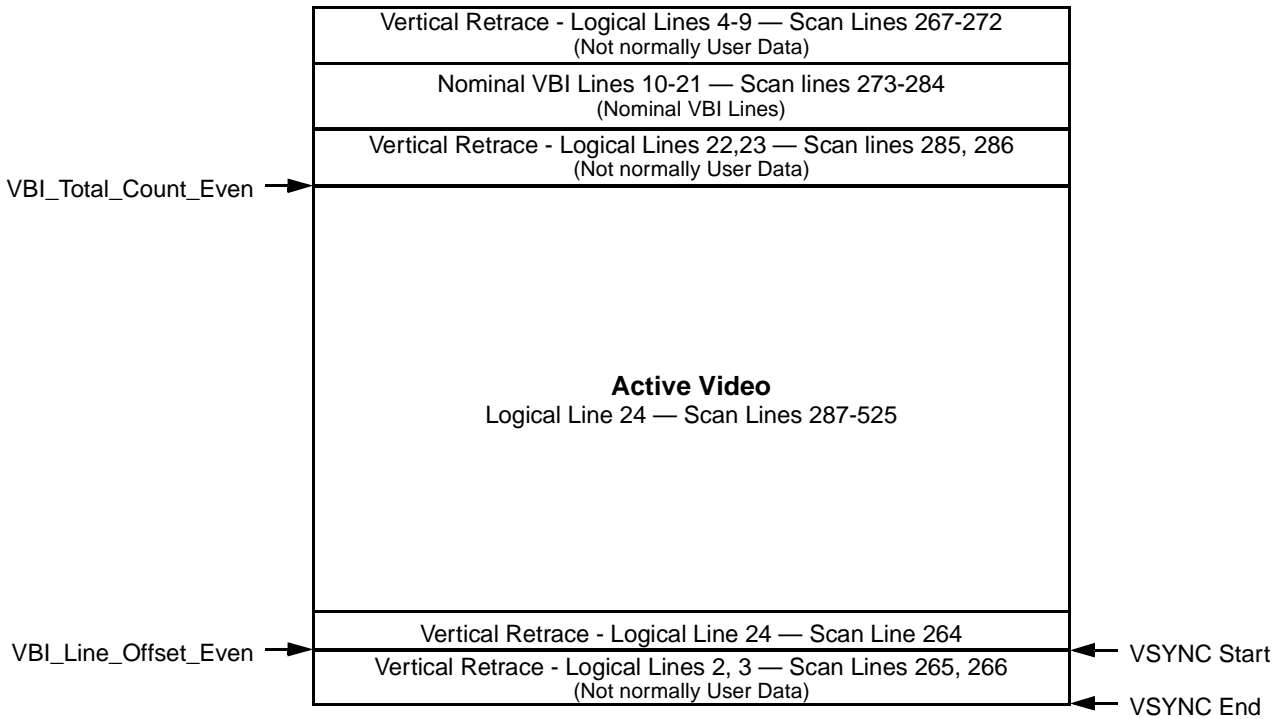 Vertical Retrace - Logical Lines 4-9 — Scan Lines 267-272
(Not normally User Data)
Nominal VBI Lines 10-21 — Scan lines 273-284
(Nominal VBI Lines)
Vertical Retrace - Logical Lines 22,23 — Scan lines 285, 286
(Not normally User Data)
VBI_Total_Count_Even
Active Video
Logical Line 24 — Scan Lines 287-525
Vertical Retrace - Logical Line 24 — Scan Line 264
VBI_Line_Offset_Even
VSYNC Start
Vertical Retrace - Logical Lines 2, 3 — Scan Lines 265, 266
(Not normally User Data)
VSYNC End